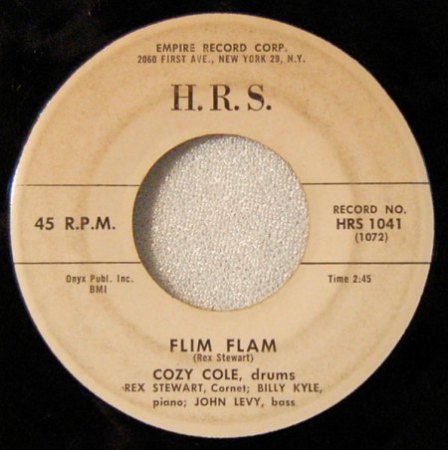 EMPIRE RECORD CORP.
2060 FIRST AVE., NEW YORK 29, N.Y.
H.R.S.
45 R.P.M.
RECORD NO.
HRS 1041
(1072)
Onyx Publ. Inc.
BMI
Time 2:45
FLIM FLAM
(Rex Stewart)
COZY COLE, drums
REX STEWART, Cornet; BILLY KYLE,
piano; JOHN LEVY, bass